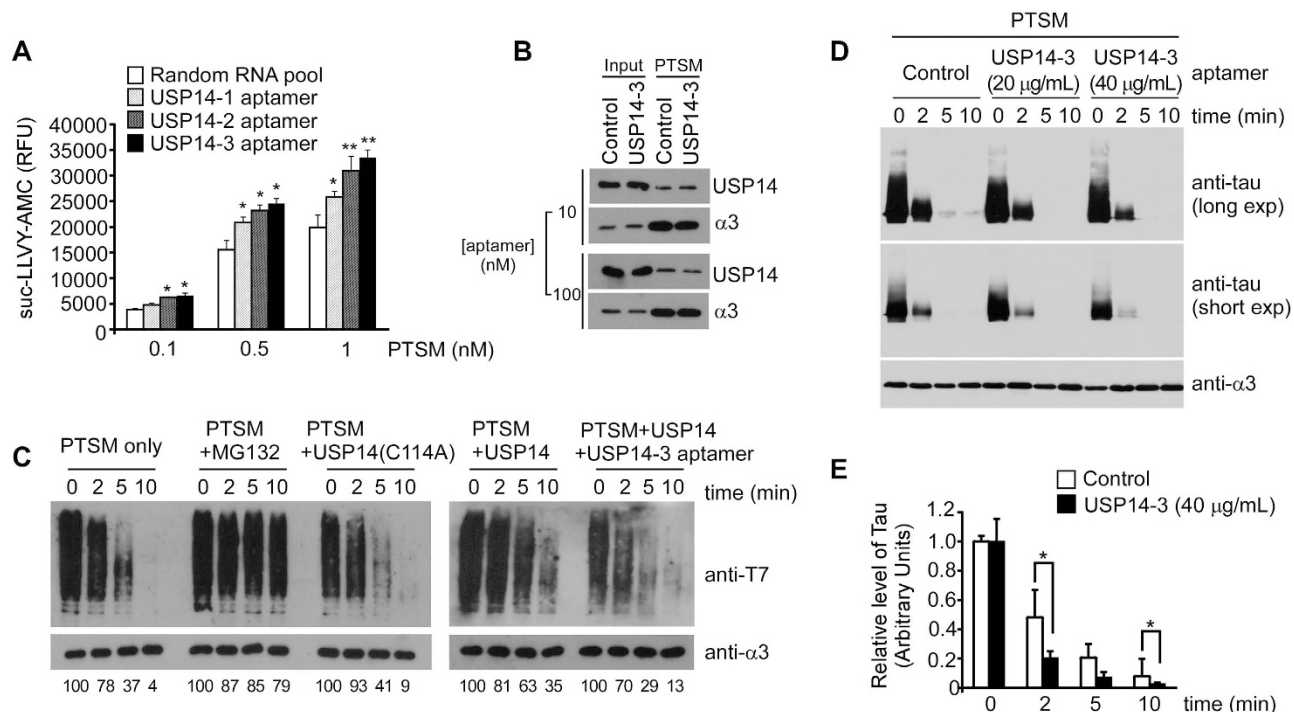 A
Random RNA pool
USP14-1 aptamer
USP14-2 aptamer
USP14-3 aptamer
suc-LLVY-AMC (RFU)
40000
35000
30000
25000
20000
15000
10000
5000
0
* *
* * *
* ** **
0.1 0.5 1 PTSM (nM)
B
Input PTSM
Control USP14-3 Control USP14-3
USP14
10
α3
[aptamer]
(nM)
USP14
100
α3
C
PTSM only
PTSM
+MG132
PTSM
+USP14(C114A)
PTSM
+USP14
PTSM+USP14
+USP14-3 aptamer
0 2 5 10 0 2 5 10 0 2 5 10 0 2 5 10 0 2 5 10 time (min)
anti-T7
anti-α3
100 78 37 4 100 87 85 79 100 93 41 9 100 81 63 35 100 70 29 13
D
PTSM
Control
USP14-3
(20 μg/mL)
USP14-3
(40 μg/mL)
aptamer
0 2 5 10 0 2 5 10 0 2 5 10 time (min)
anti-tau
(long exp)
anti-tau
(short exp)
anti-α3
E
Control
USP14-3 (40 μg/mL)
Relative level of Tau
(Arbitrary Units)
1.2
1.0
0.8
0.6
0.4
0.2
0
*
*
0 2 5 10 time (min)